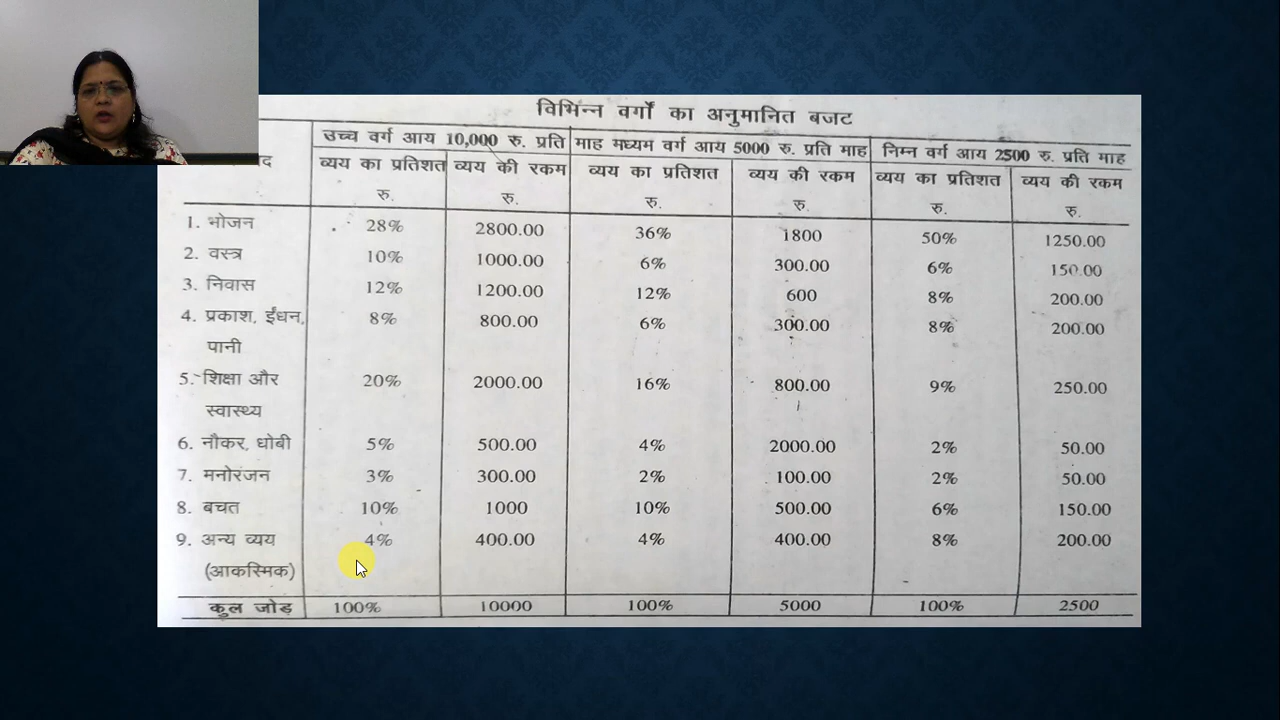 विभिन्न वर्गों का अनुमानित बजट
उच्च वर्ग आय 10,000 रु. प्रति माह मध्यम वर्ग आय 5000 रु. प्रति माह निम्न वर्ग आय 2500 रु. प्रति माह
द व्यय का प्रतिशत व्यय की रकम व्यय का प्रतिशत व्यय की रकम व्यय का प्रतिशत व्यय की रकम
रु. रु. रु. रु. रु. रु.
1. भोजन 28% 2800.00 36% 1800 50% 1250.00
2. वस्त्र 10% 1000.00 6% 300.00 6% 150.00
3. निवास 12% 1200.00 12% 600 8% 200.00
4. प्रकाश, ईंधन, 8% 800.00 6% 300.00 8% 200.00
पानी
5. शिक्षा और 20% 2000.00 16% 800.00 9% 250.00
स्वास्थ्य
6. नौकर, धोबी 5% 500.00 4% 2000.00 2% 50.00
7. मनोरंजन 3% 300.00 2% 100.00 2% 50.00
8. बचत 10% 1000 10% 500.00 6% 150.00
9. अन्य व्यय 4% 400.00 4% 400.00 8% 200.00
(आकस्मिक)
कुल जोड़ 100% 10000 100% 5000 100% 2500